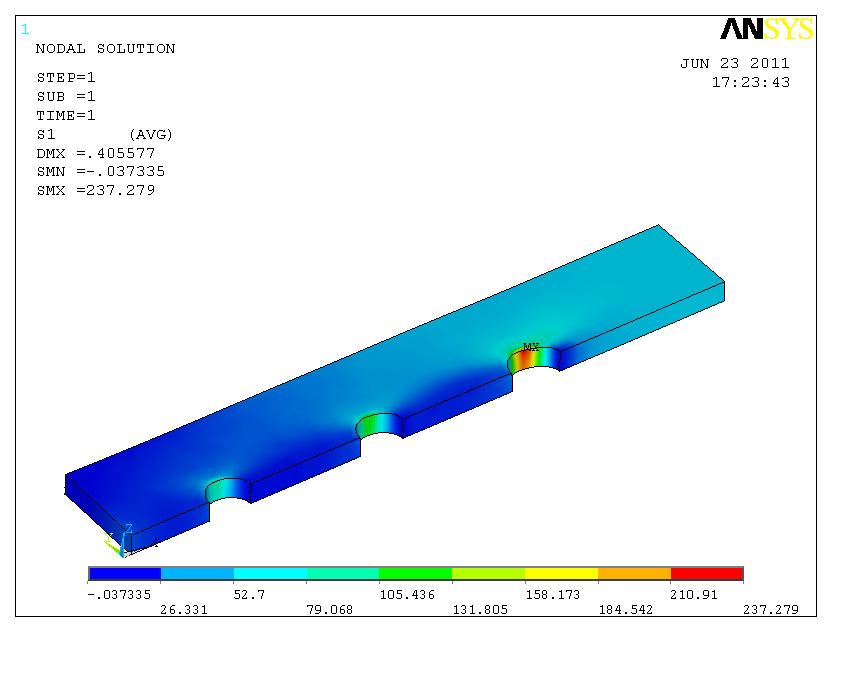 1
ANSYS
NODAL SOLUTION
JUN 23 2011
17:23:43
STEP=1
SUB =1
TIME=1
S1 (AVG)
DMX =.405577
SMN =-.037335
SMX =237.279
MX
Z
-.037335
26.331
52.7
79.068
105.436
131.805
158.173
184.542
210.91
237.279